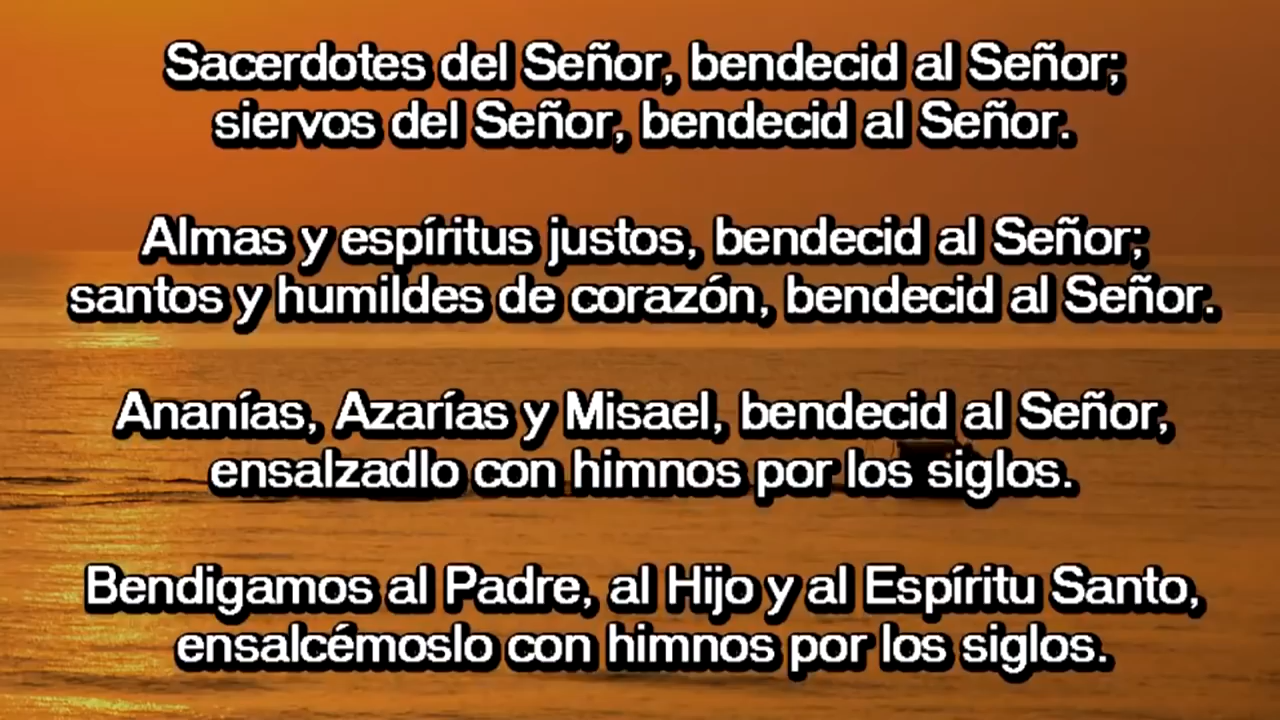 Sacerdotes del Señor, bendecid al Señor;
siervos del Señor, bendecid al Señor.
Almas y espíritus justos, bendecid al Señor;
santos y humildes de corazón, bendecid al Señor.
Ananías, Azarías y Misael, bendecid al Señor,
ensalzadlo con himnos por los siglos.
Bendigamos al Padre, al Hijo y al Espíritu Santo,
ensalcémoslo con himnos por los siglos.